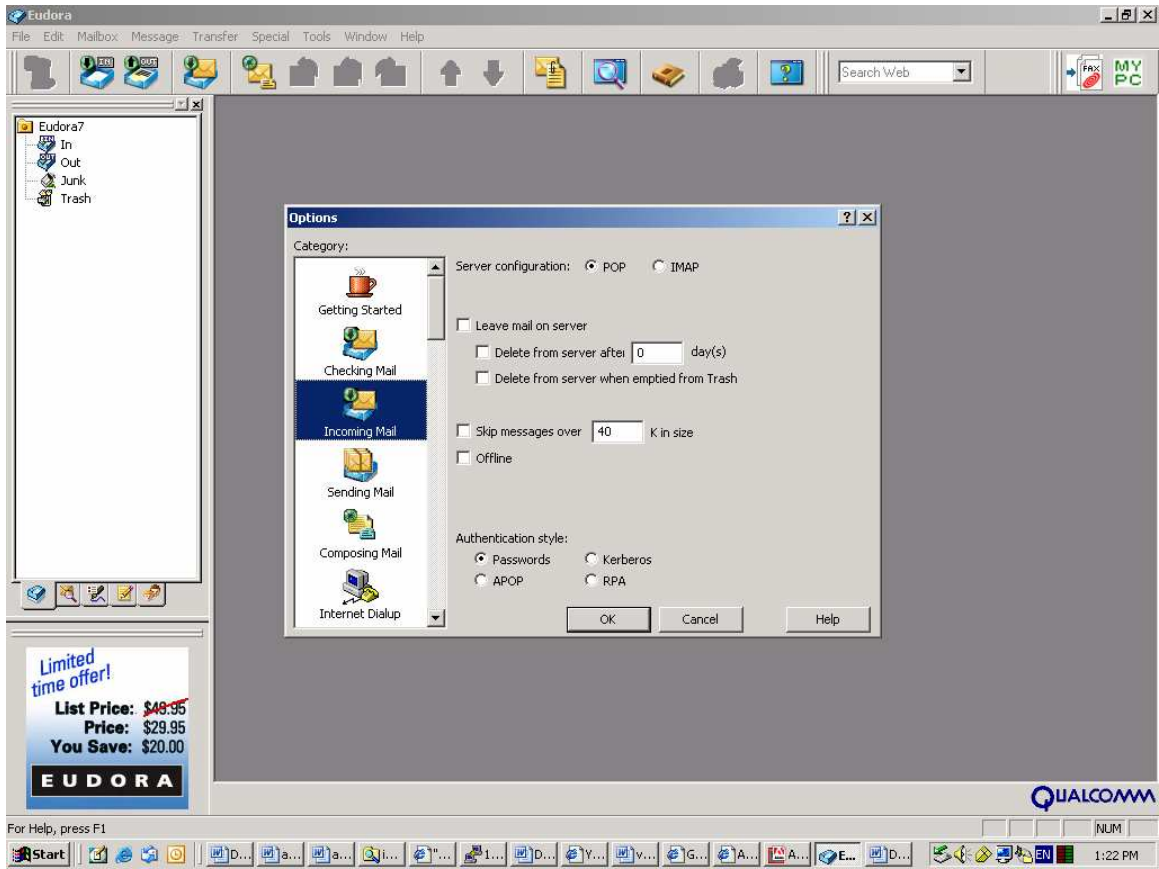 Eudora
File Edit Mailbox Message Transfer Special Tools Window Help
IN OUT
Search Web
FAX
MY PC
Eudora7
In
Out
Junk
Trash
Options
Category:
Getting Started
Checking Mail
Incoming Mail
Sending Mail
Composing Mail
Internet Dialup
Server configuration: POP IMAP
Leave mail on server
Delete from server after 0 day(s)
Delete from server when emptied from Trash
Skip messages over 40 K in size
Offline
Authentication style:
Passwords Kerberos
APOP RPA
OK Cancel Help
Limited
time offer!
List Price: $49.95
Price: $29.95
You Save: $20.00
EUDORA
QUALCOMM
For Help, press F1
NUM
Start D... a... a... i... "... 1... D... Y... v... G... A... A... E... D... EN 1:22 PM